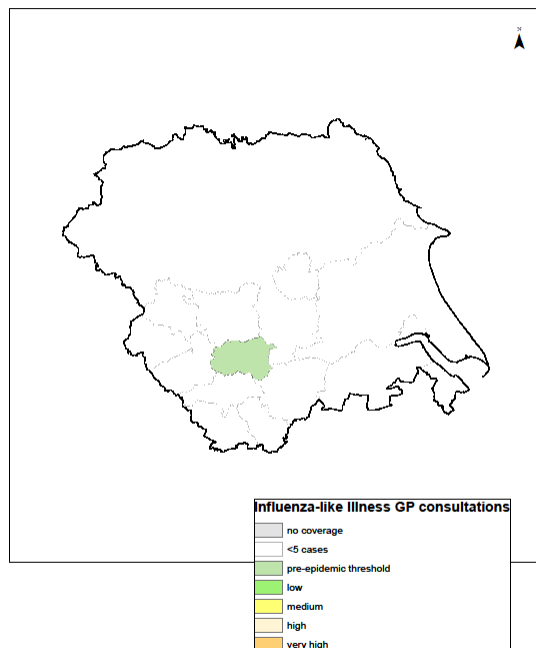 N
Influenza-like Illness GP consultations
no coverage
<5 cases
pre-epidemic threshold
low
medium
high
very high